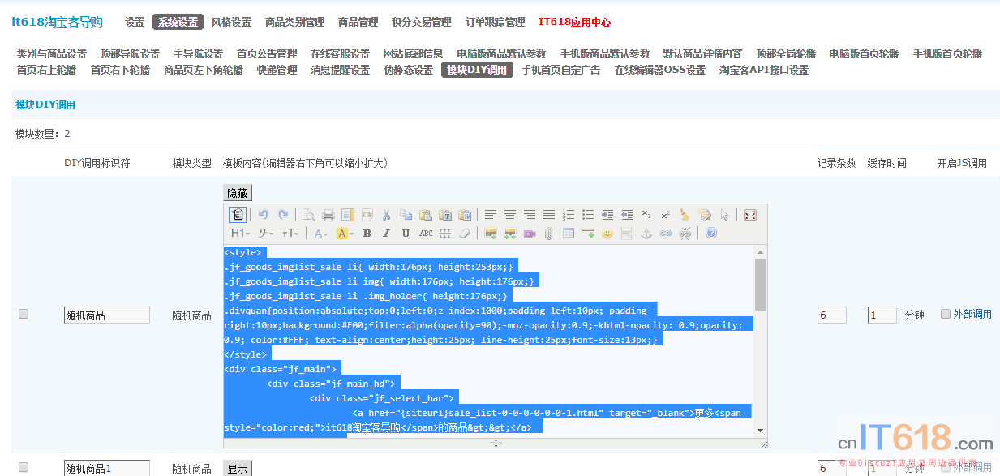 it618淘宝客导购 设置 系统设置 风格设置 商品类别管理 商品管理 积分交易管理 订单跟踪管理 IT618应用中心
类别与商品设置 顶部导航设置 主导航设置 首页公告管理 在线客服设置 网站底部信息 电脑版商品默认参数 手机版商品默认参数 默认商品详情内容 顶部全局轮播 电脑版首页轮播 手机版首页轮播
首页右上轮播 首页右下轮播 商品页左下角轮播 快递管理 消息提醒设置 伪静态设置 模块DIY调用 手机首页自定广告 在线编辑器OSS设置 淘宝客API接口设置
模块DIY调用
模块数量：2
DIY调用标识符 模块类型 模板内容(编辑器右下角可以缩小扩大) 记录条数 缓存时间 开启JS调用
隐藏
<style>
.jf_goods_imglist_sale li{ width:176px; height:253px;}
.jf_goods_imglist_sale li img{ width:176px; height:176px;}
.jf_goods_imglist_sale li .img_holder{ height:176px;}
.divquan{position:absolute;top:0;left:0;z-index:1000;padding-left:10px; padding-
right:10px;background:#F00;filter:alpha(opacity=90);-moz-opacity:0.9;-khtml-opacity: 0.9;opacity:
0.9; color:#FFF; text-align:center;height:25px; line-height:25px;font-size:13px;}
</style>
<div class="jf_main">
<div class="jf_main_hd">
<div class="jf_select_bar">
<a href="{siteurl}sale_list-0-0-0-0-0-0-1.html" target="_blank">更多<span
style="color:red;">it618淘宝客导购</span>的商品&gt;&gt;</a>
随机商品 随机商品 6 1 分钟 外部调用
随机商品1 随机商品 显示 6 1 分钟 外部调用
cnIT618.com
专业Discuz!应用及周边提供商